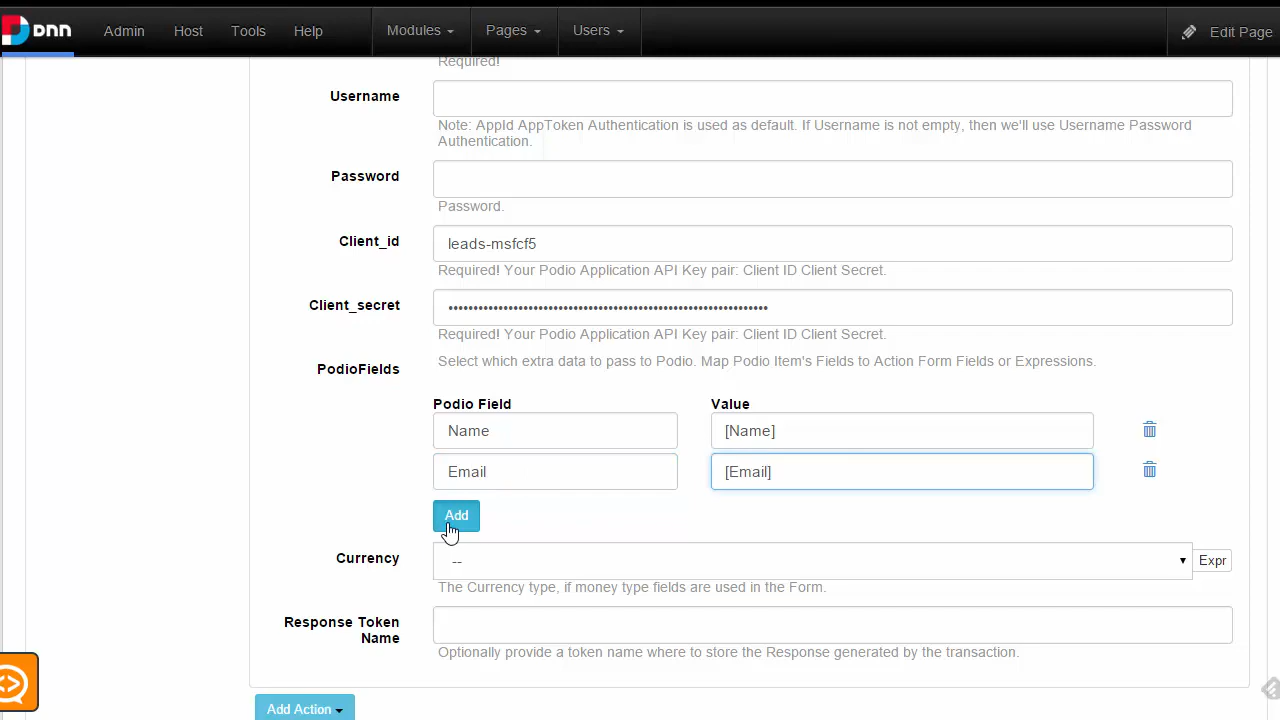 DNN Admin Host Tools Help Modules Pages Users Edit Page
Required!
Username
Note: AppId AppToken Authentication is used as default. If Username is not empty, then we'll use Username Password
Authentication.
Password
Password.
Client_id leads-msfcf5
Required! Your Podio Application API Key pair: Client ID Client Secret.
Client_secret ••••••••••••••••••••••••••••••••••••••••••••••••••••••••••••••••
Required! Your Podio Application API Key pair: Client ID Client Secret.
PodioFields Select which extra data to pass to Podio. Map Podio Item's Fields to Action Form Fields or Expressions.
Podio Field Value
Name [Name]
Email [Email]
Add
Currency -- Expr
The Currency type, if money type fields are used in the Form.
Response Token
Name
Optionally provide a token name where to store the Response generated by the transaction.
Add Action